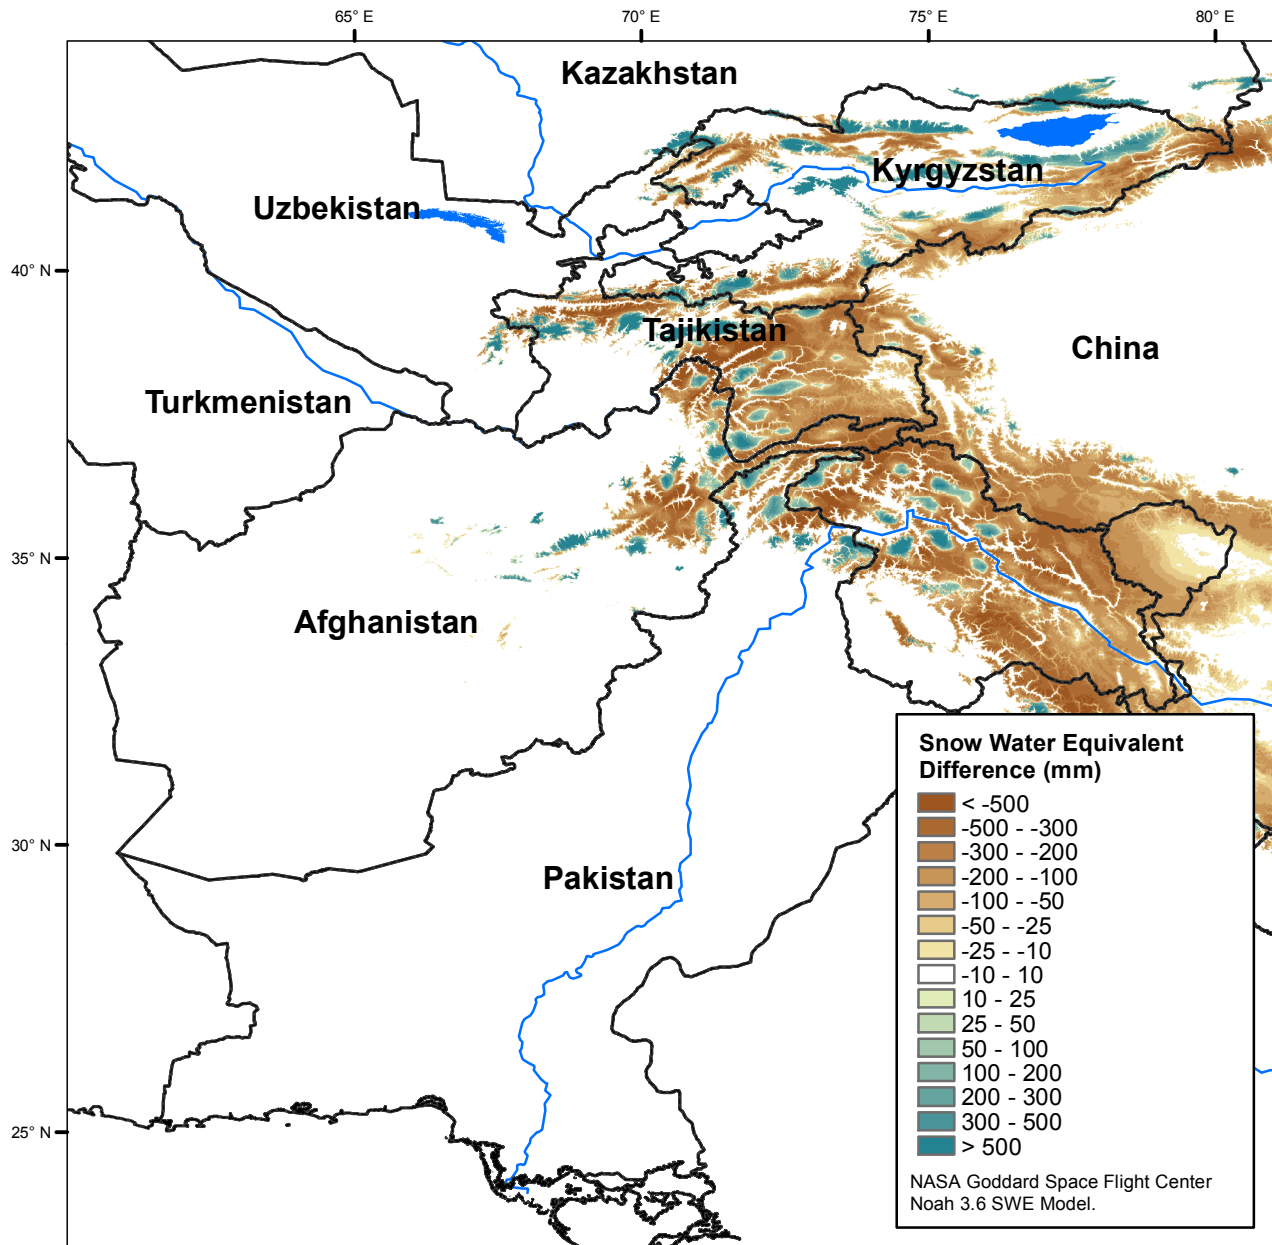 65° E
70° E
75° E
80° E
Kazakhstan
Kyrgyzstan
Uzbekistan
40° N
Tajikistan
China
Turkmenistan
35° N
Afghanistan
Snow Water Equivalent
Difference (mm)
< -500
-500 - -300
-300 - -200
-200 - -100
-100 - -50
-50 - -25
-25 - -10
-10 - 10
10 - 25
25 - 50
50 - 100
100 - 200
200 - 300
300 - 500
> 500
30° N
Pakistan
25° N
NASA Goddard Space Flight Center
Noah 3.6 SWE Model.